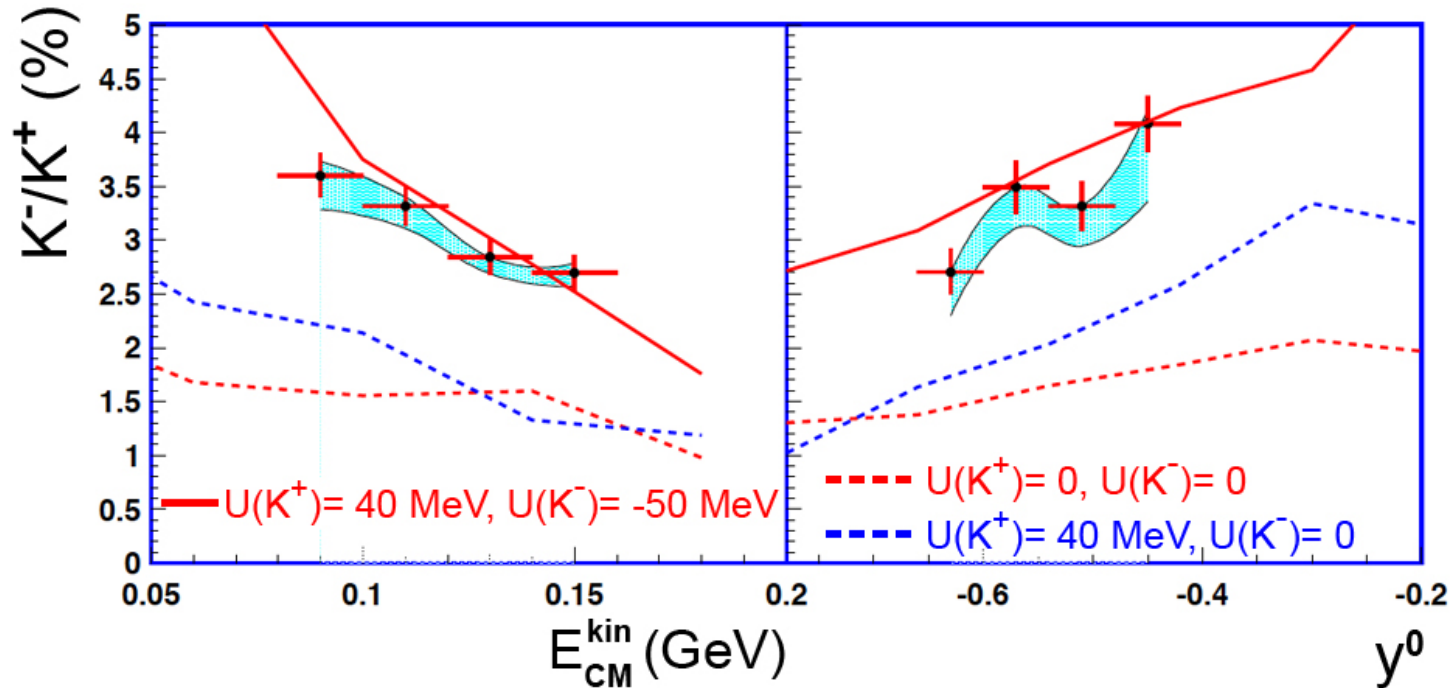 K⁻/K⁺ (%)
5
4.5
4
3.5
3
2.5
2
1.5
1
0.5
0
U(K⁺)= 40 MeV, U(K⁻)= -50 MeV
U(K⁺)= 0, U(K⁻)= 0
U(K⁺)= 40 MeV, U(K⁻)= 0
0.05 0.1 0.15 0.2 -0.6 -0.4 -0.2
E_CM^kin (GeV) y⁰